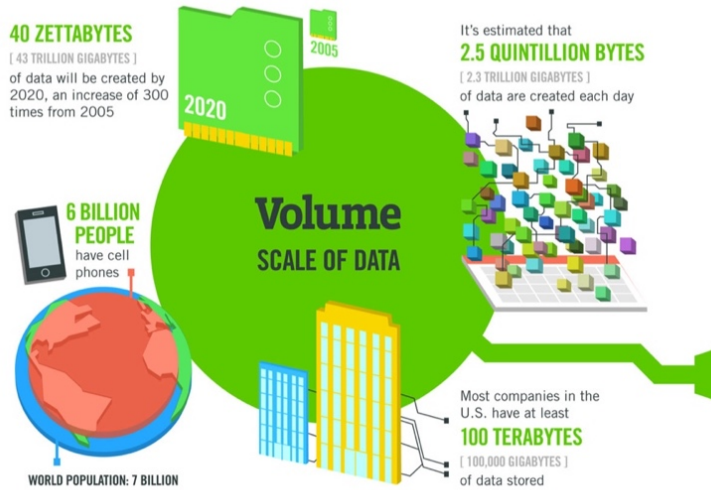 40 ZETTABYTES
[ 43 TRILLION GIGABYTES ]
of data will be created by
2020, an increase of 300
times from 2005
2020
2005
It's estimated that
2.5 QUINTILLION BYTES
[ 2.3 TRILLION GIGABYTES ]
of data are created each day
6 BILLION
PEOPLE
have cell
phones
Volume
SCALE OF DATA
WORLD POPULATION: 7 BILLION
Most companies in the
U.S. have at least
100 TERABYTES
[ 100,000 GIGABYTES ]
of data stored